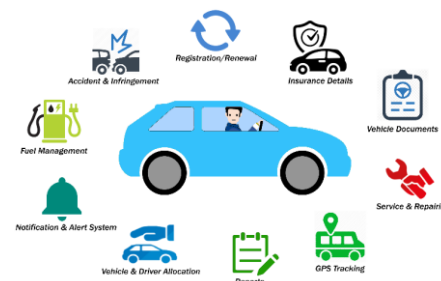 Registration/Renewal
Accident & Infringement
Insurance Details
Vehicle Documents
Fuel Management
Service & Repairi
Notification & Alert System
GPS Tracking
Vehicle & Driver Allocation